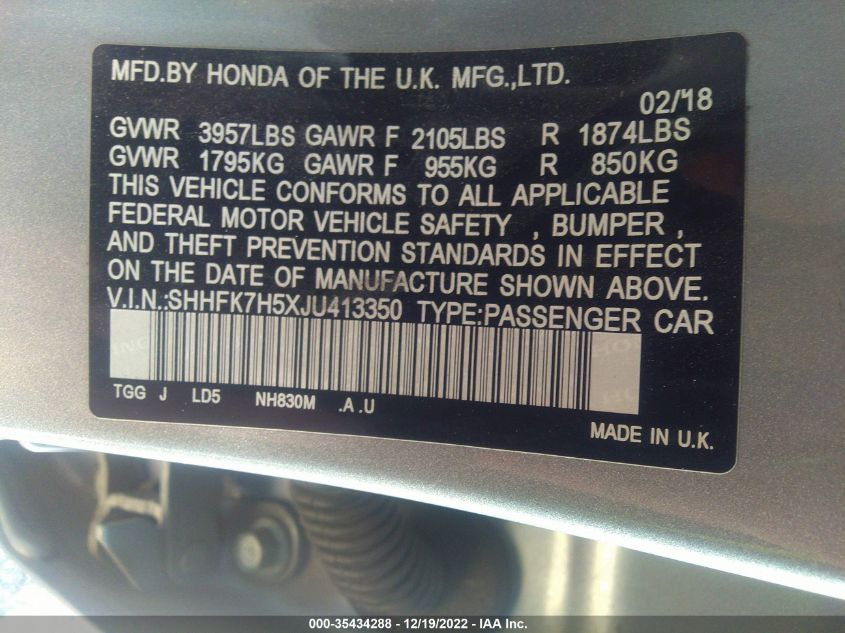 MFD.BY HONDA OF THE U.K. MFG.,LTD.
02/'18
GVWR 3957LBS GAWR F 2105LBS R 1874LBS
GVWR 1795KG GAWR F 955KG R 850KG
THIS VEHICLE CONFORMS TO ALL APPLICABLE
FEDERAL MOTOR VEHICLE SAFETY , BUMPER ,
AND THEFT PREVENTION STANDARDS IN EFFECT
ON THE DATE OF MANUFACTURE SHOWN ABOVE.
V.I.N.:SHHFK7H5XJU413350 TYPE:PASSENGER CAR
TGG J LD5 NH830M .A .U
MADE IN U.K.
000-35434288 - 12/19/2022 - IAA Inc.